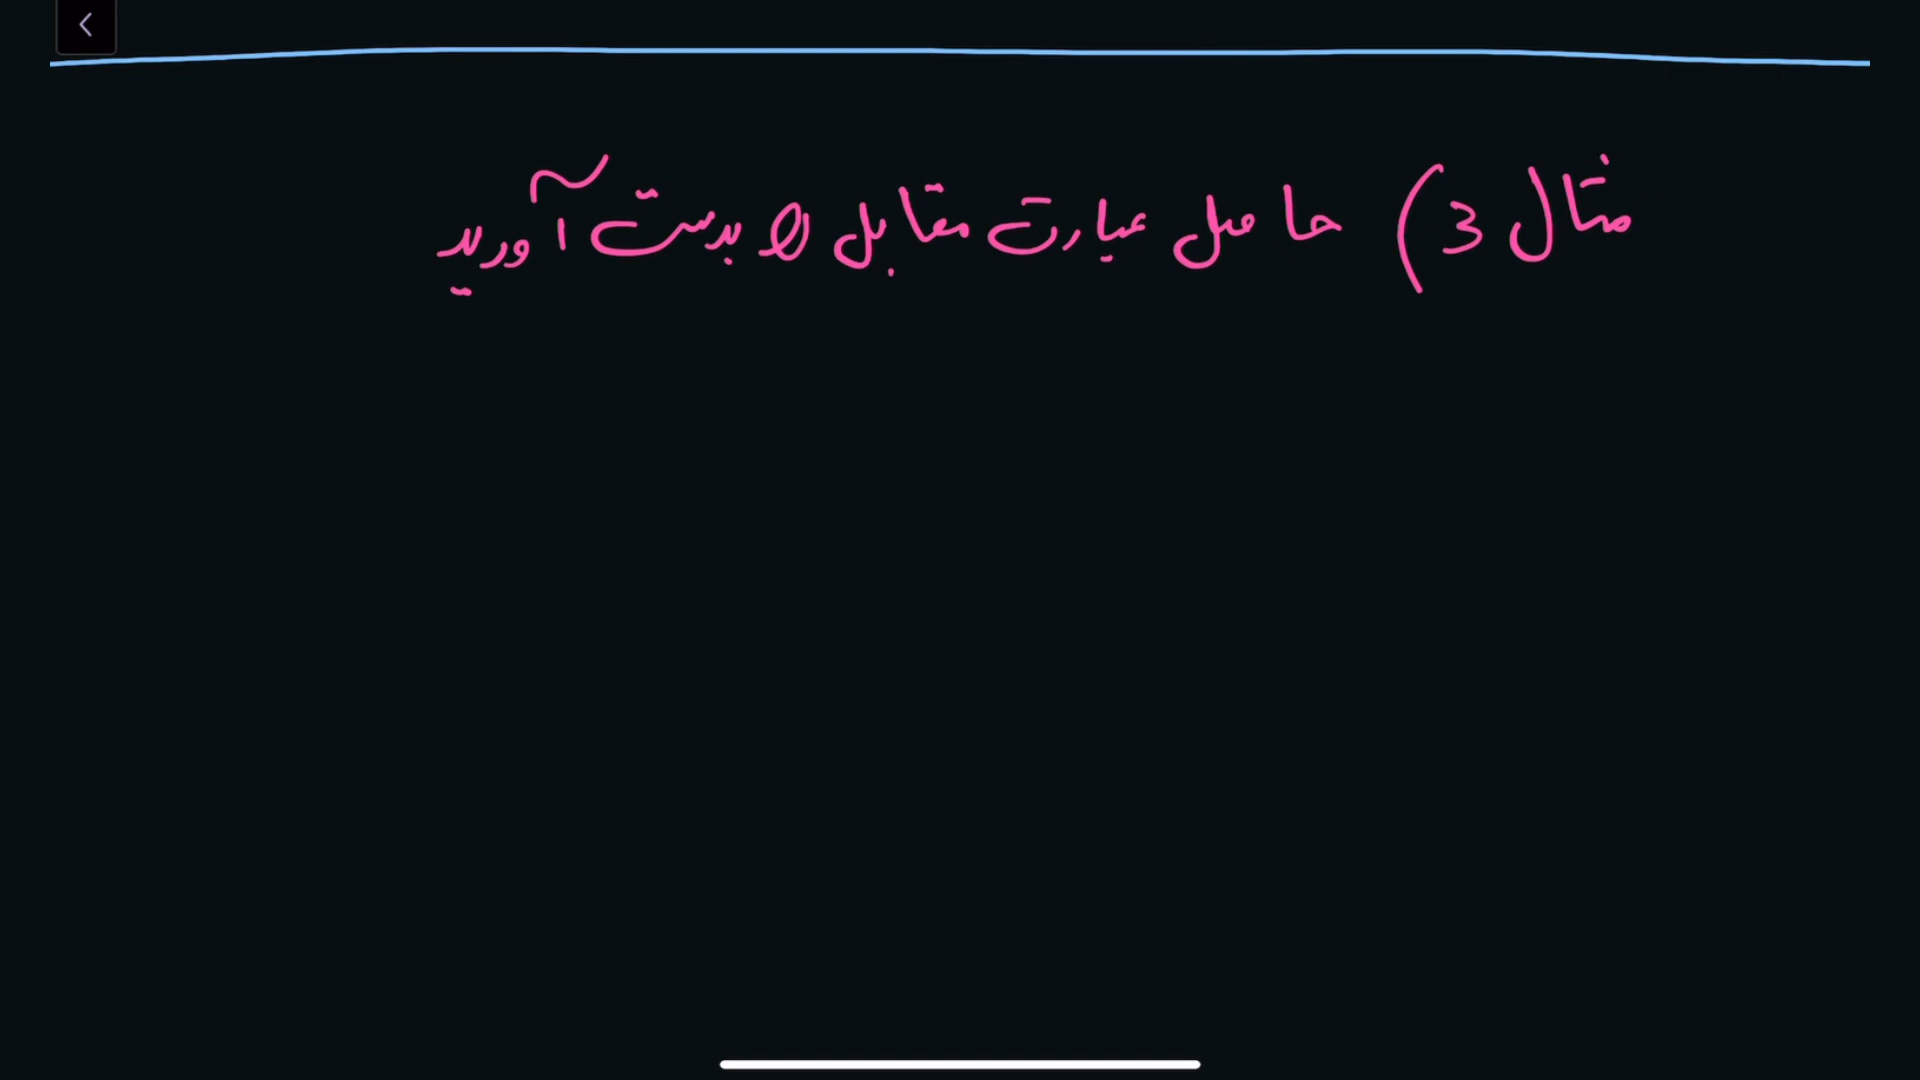 مثال 3) حاصل عبارت مقابل را بدست آورید